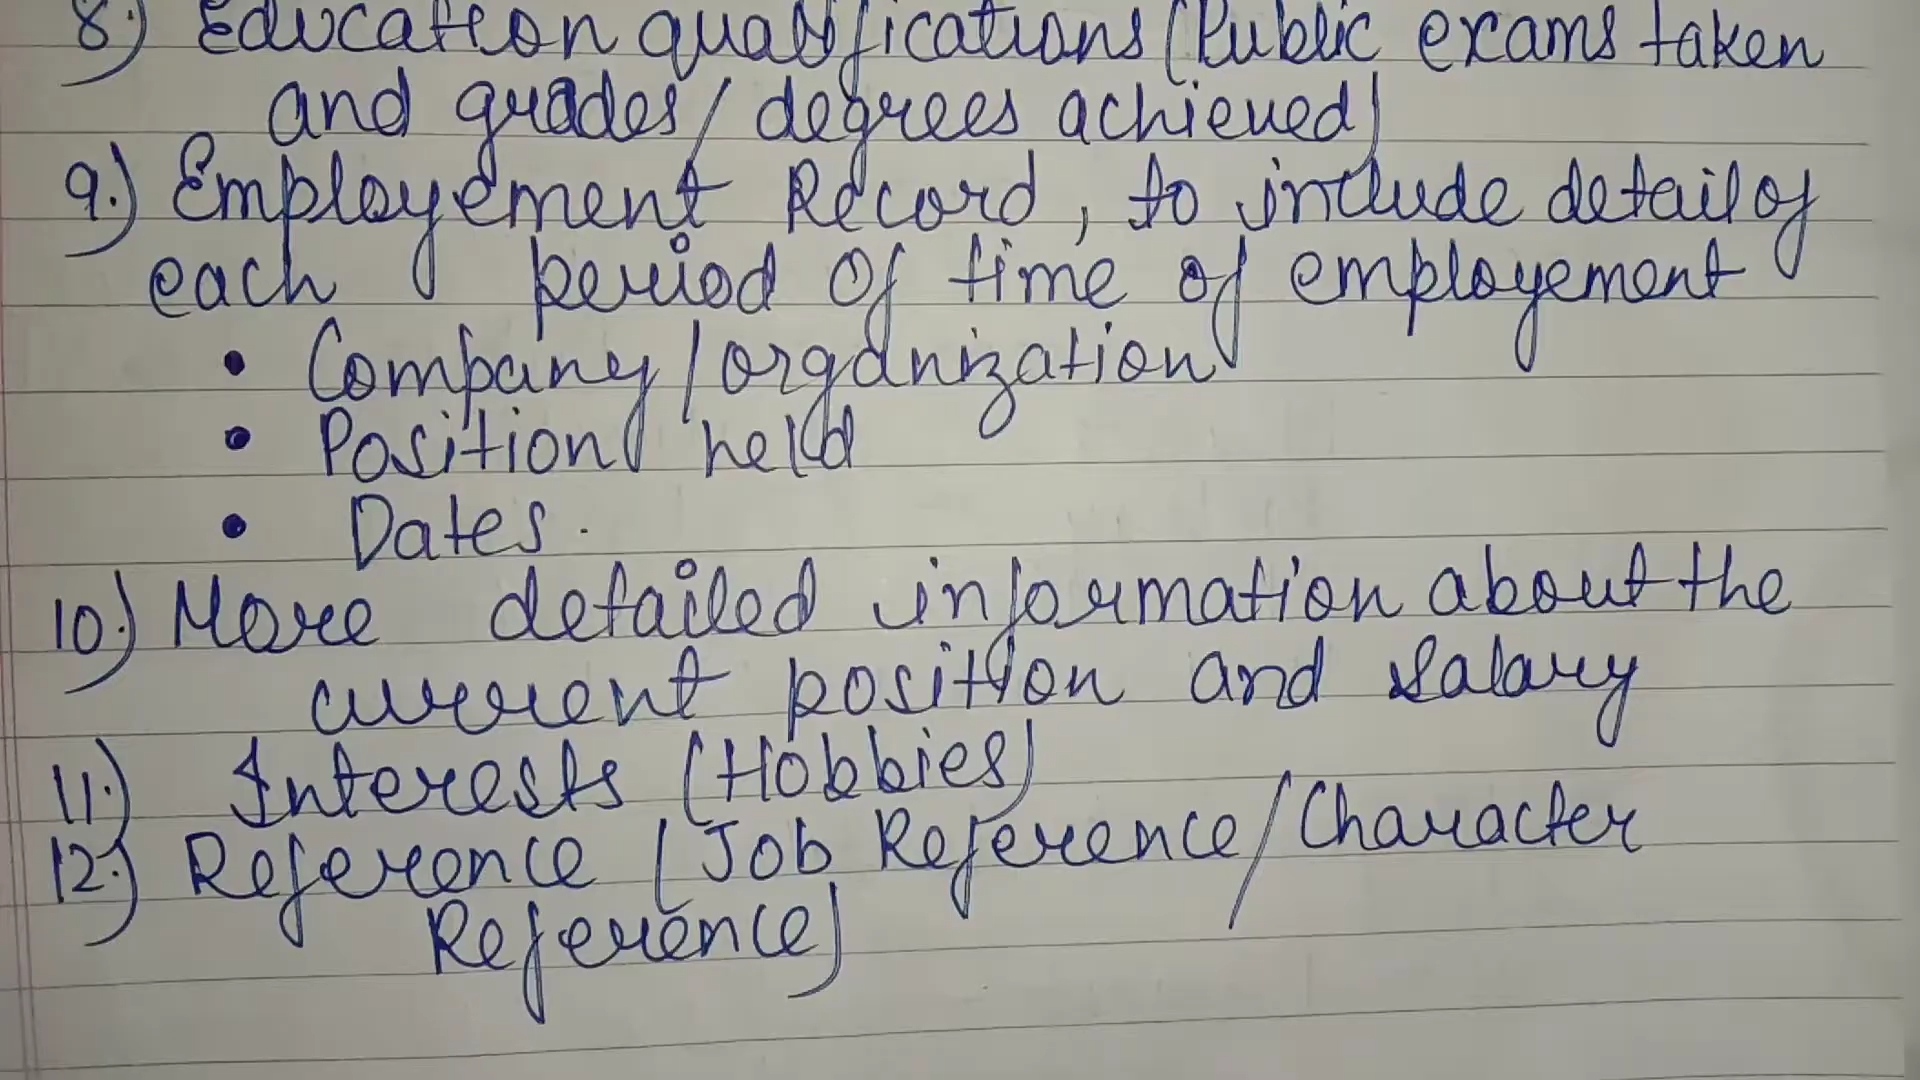 8.) Education qualifications (Public exams taken
and grades/degrees achieved)
9.) Employement Record, to include detail of
each period of time of employement
• Company/organization
• Position held
• Dates.
10.) More detailed information about the
current position and salary
11.) Interests (Hobbies)
12.) Reference (Job Reference/Character
Reference)